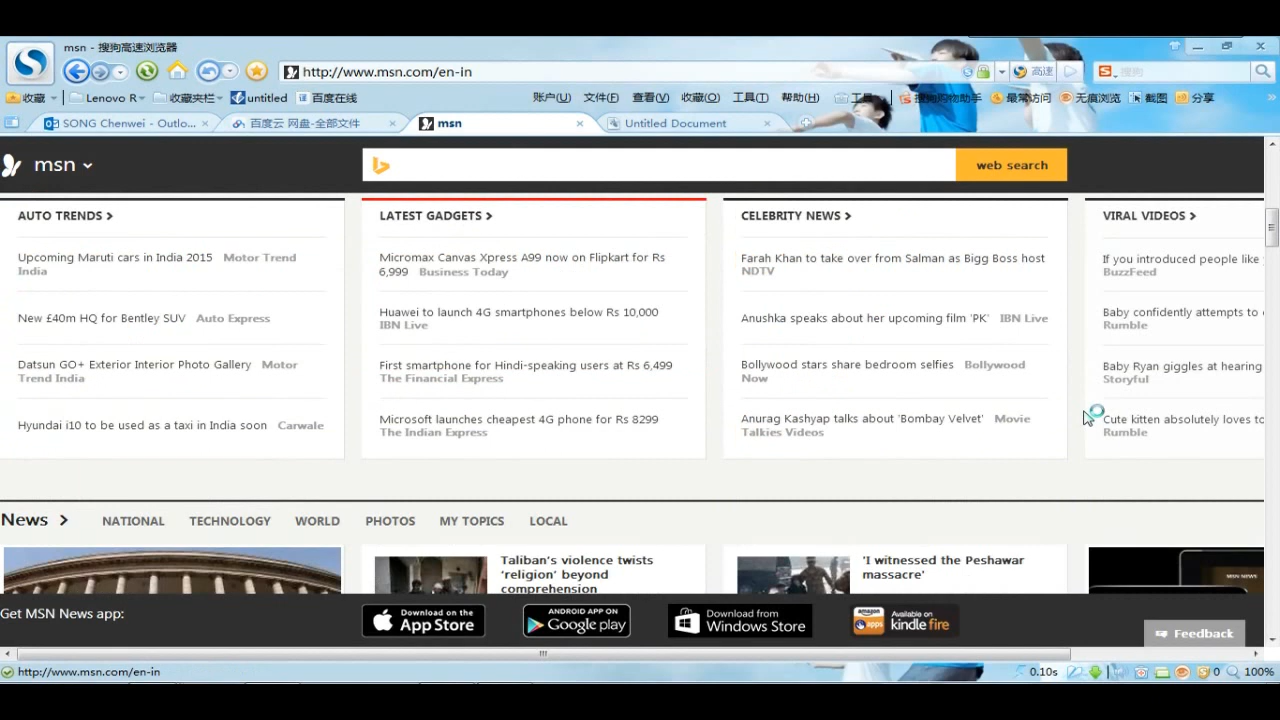 msn - 搜狗高速浏览器
http://www.msn.com/en-in
高速
搜狗
收藏
Lenovo R
收藏夹栏
untitled
百度在线
账户(U) 文件(F) 查看(V) 收藏(O) 工具(T) 帮助(H)
工具
搜狗购物助手
最常访问
无痕浏览
截图
分享
SONG Chenwei - Outlo...
百度云 网盘-全部文件
msn
Untitled Document
msn
web search
AUTO TRENDS
Upcoming Maruti cars in India 2015 Motor Trend
India
New £40m HQ for Bentley SUV Auto Express
Datsun GO+ Exterior Interior Photo Gallery Motor
Trend India
Hyundai i10 to be used as a taxi in India soon Carwale
LATEST GADGETS
Micromax Canvas Xpress A99 now on Flipkart for Rs
6,999 Business Today
Huawei to launch 4G smartphones below Rs 10,000
IBN Live
First smartphone for Hindi-speaking users at Rs 6,499
The Financial Express
Microsoft launches cheapest 4G phone for Rs 8299
The Indian Express
CELEBRITY NEWS
Farah Khan to take over from Salman as Bigg Boss host
NDTV
Anushka speaks about her upcoming film 'PK' IBN Live
Bollywood stars share bedroom selfies Bollywood
Now
Anurag Kashyap talks about 'Bombay Velvet' Movie
Talkies Videos
VIRAL VIDEOS
If you introduced people like
BuzzFeed
Baby confidently attempts to
Rumble
Baby Ryan giggles at hearing
Storyful
Cute kitten absolutely loves to
Rumble
News
NATIONAL TECHNOLOGY WORLD PHOTOS MY TOPICS LOCAL
Taliban's violence twists
'religion' beyond
comprehension
'I witnessed the Peshawar
massacre'
MSN NEWS
Get MSN News app:
Download on the
App Store
ANDROID APP ON
Google play
Download from
Windows Store
amazon
apps
Available on
kindle fire
Feedback
http://www.msn.com/en-in
0.10s
0
100%